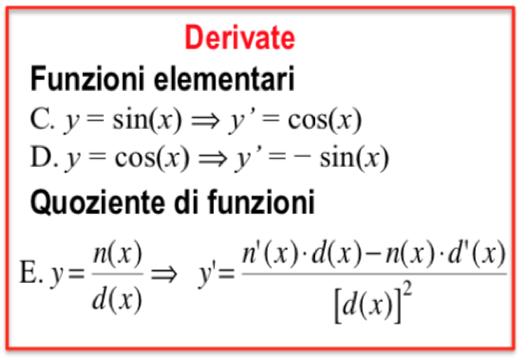 Derivate
Funzioni elementari
C. y = sin(x) ⇒ y’ = cos(x)
D. y = cos(x) ⇒ y’ = − sin(x)
Quoziente di funzioni
E. y = n(x)/d(x) ⇒ y' = n'(x)·d(x)−n(x)·d'(x)/[d(x)]²